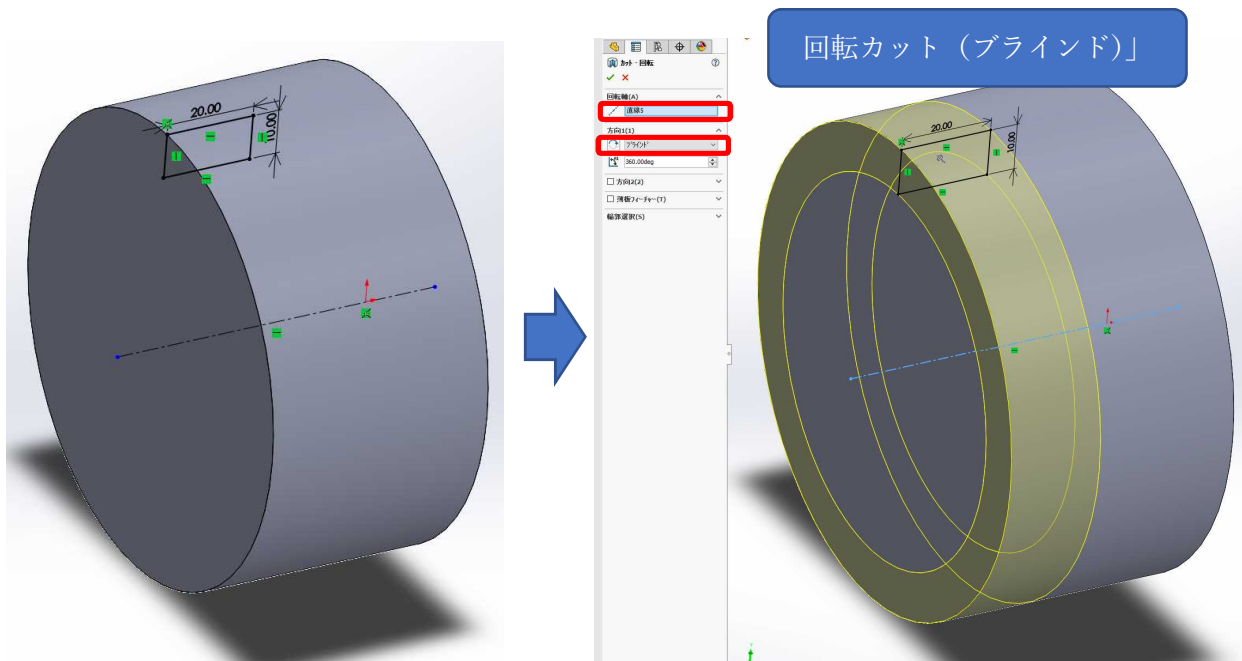 20.00
10.00
カット - 回転
回転軸(A)
直線5
方向1(1)
ブラインド
360.00deg
方向2(2)
薄板フィーチャー(T)
輪郭選択(S)
回転カット（ブラインド）」
20.00
10.00